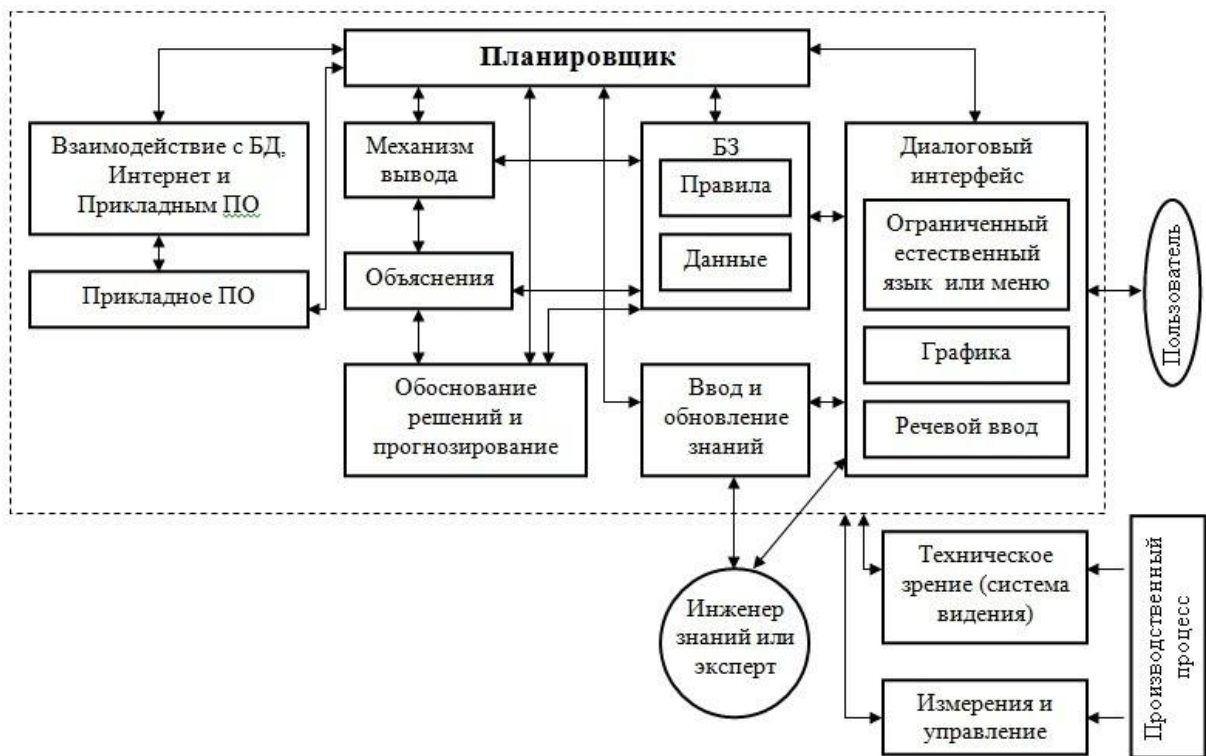 Планировщик
Взаимодействие с БД,
Интернет и
Прикладным ПО
Прикладное ПО
Механизм
вывода
Объяснения
Обоснование
решений и
прогнозирование
БЗ
Правила
Данные
Ввод и
обновление
знаний
Диалоговый
интерфейс
Ограниченный
естественный
язык или меню
Графика
Речевой ввод
Пользователь
Инженер
знаний или
эксперт
Техническое
зрение (система
видения)
Измерения и
управление
Производственный
процесс